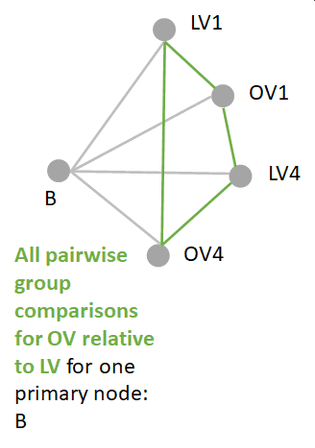 LV1
OV1
LV4
B
OV4
All pairwise
group
comparisons
for OV relative
to LV for one
primary node:
B